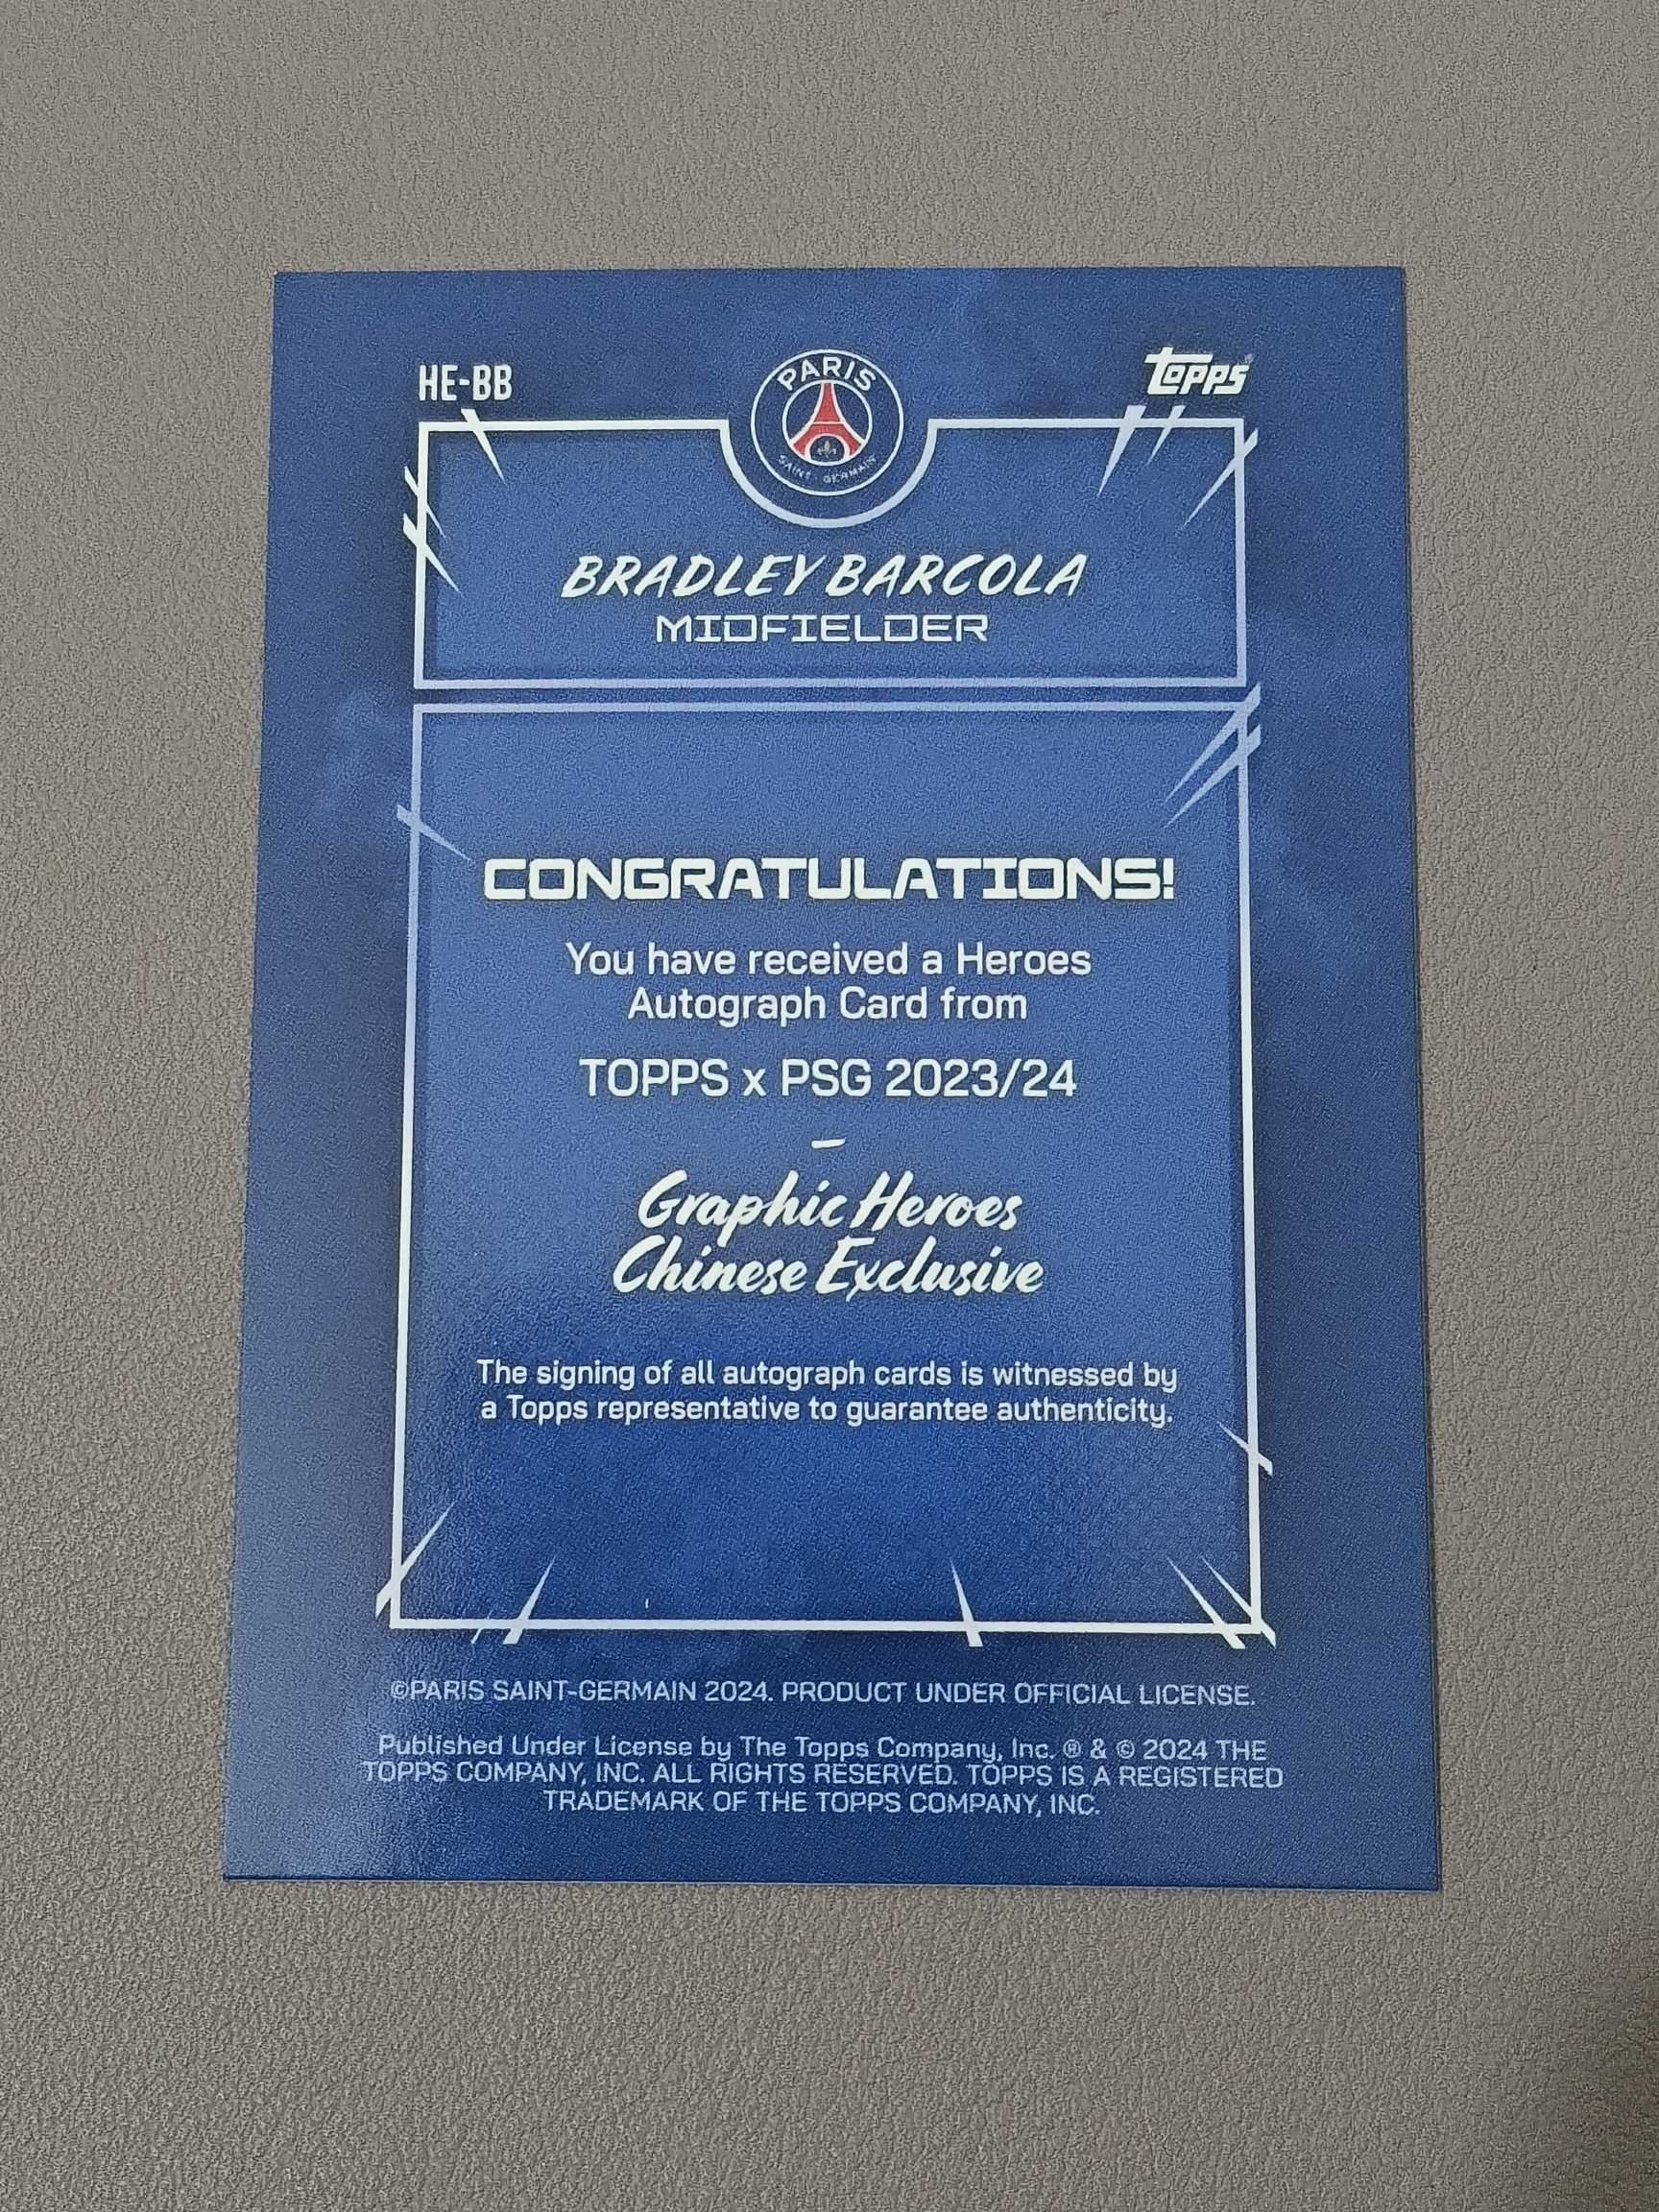 HE-BB
topps
PARIS
SAINT-GERMAIN
BRADLEY BARCOLA
MIDFIELDER
CONGRATULATIONS!
You have received a Heroes
Autograph Card from
TOPPS x PSG 2023/24
–
Graphic Heroes
Chinese Exclusive
The signing of all autograph cards is witnessed by
a Topps representative to guarantee authenticity.
©PARIS SAINT-GERMAIN 2024. PRODUCT UNDER OFFICIAL LICENSE.
Published Under License by The Topps Company, Inc. ® & © 2024 THE
TOPPS COMPANY, INC. ALL RIGHTS RESERVED. TOPPS IS A REGISTERED
TRADEMARK OF THE TOPPS COMPANY, INC.